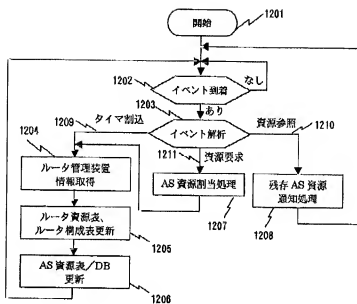 開始
1201
イベント到着
1202
なし
あり
1203
1209
タイマ割込
イベント解析
資源参照
1210
1204
1211
資源要求
ルータ管理装置
情報取得
AS資源割当処理
1207
残存AS資源
通知処理
1208
ルータ資源表、
ルータ構成表更新
1205
AS資源表/DB
更新
1206